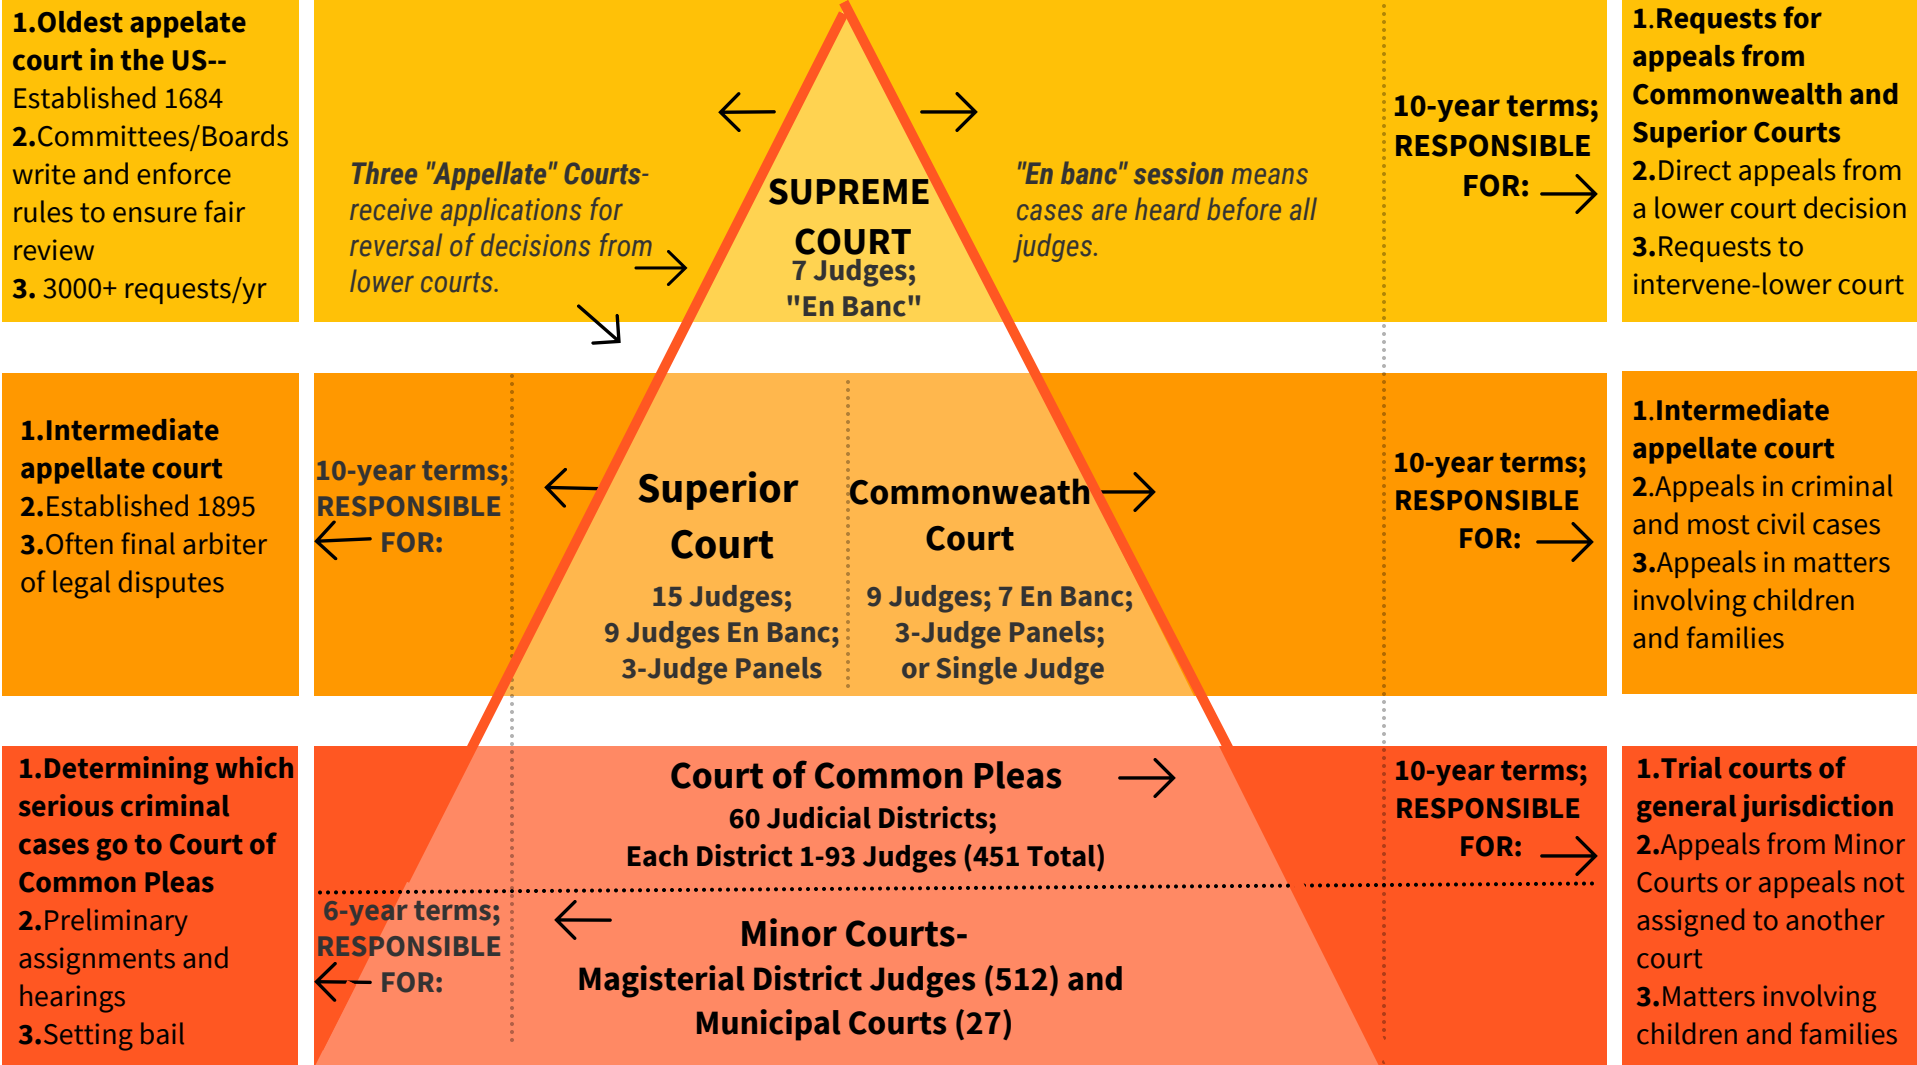 1.Oldest appelate
court in the US--
Established 1684
2.Committees/Boards
write and enforce
rules to ensure fair
review
3. 3000+ requests/yr
Three "Appellate" Courts-
receive applications for
reversal of decisions from
lower courts.
SUPREME
COURT
7 Judges;
"En Banc"
"En banc" session means
cases are heard before all
judges.
10-year terms;
RESPONSIBLE
FOR:
1.Requests for
appeals from
Commonwealth and
Superior Courts
2.Direct appeals from
a lower court decision
3.Requests to
intervene-lower court
1.Intermediate
appellate court
2.Established 1895
3.Often final arbiter
of legal disputes
10-year terms;
RESPONSIBLE
FOR:
Superior
Court
15 Judges;
9 Judges En Banc;
3-Judge Panels
Commonweath
Court
9 Judges; 7 En Banc;
3-Judge Panels;
or Single Judge
10-year terms;
RESPONSIBLE
FOR:
1.Intermediate
appellate court
2.Appeals in criminal
and most civil cases
3.Appeals in matters
involving children
and families
1.Determining which
serious criminal
cases go to Court of
Common Pleas
2.Preliminary
assignments and
hearings
3.Setting bail
Court of Common Pleas
60 Judicial Districts;
Each District 1-93 Judges (451 Total)
10-year terms;
RESPONSIBLE
FOR:
6-year terms;
RESPONSIBLE
FOR:
Minor Courts-
Magisterial District Judges (512) and
Municipal Courts (27)
1.Trial courts of
general jurisdiction
2.Appeals from Minor
Courts or appeals not
assigned to another
court
3.Matters involving
children and families